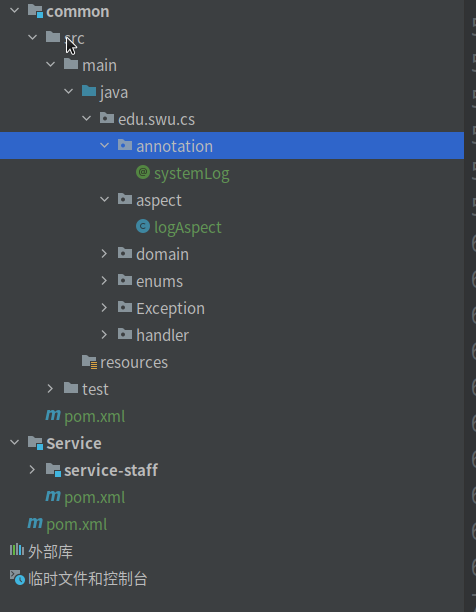 common
src
main
java
edu.swu.cs
annotation
systemLog
aspect
logAspect
domain
enums
Exception
handler
resources
test
pom.xml
Service
service-staff
pom.xml
pom.xml
外部库
临时文件和控制台